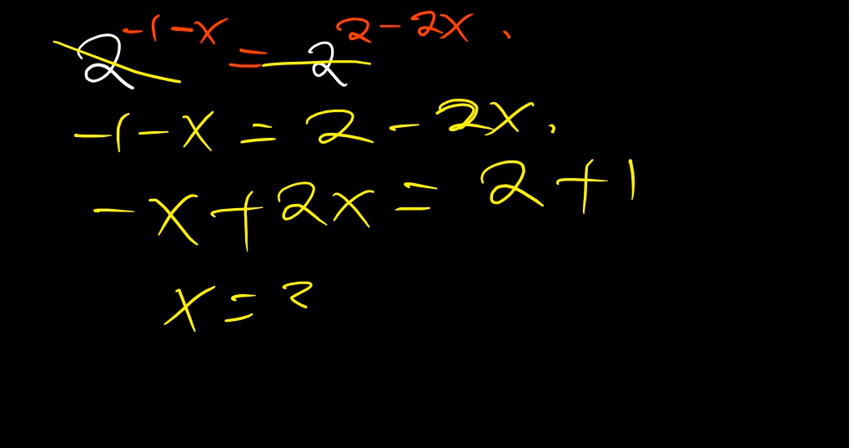 2^{-1-x} = 2^{2-2x}.
-1-x = 2-2x.
-x+2x = 2+1
x = 3